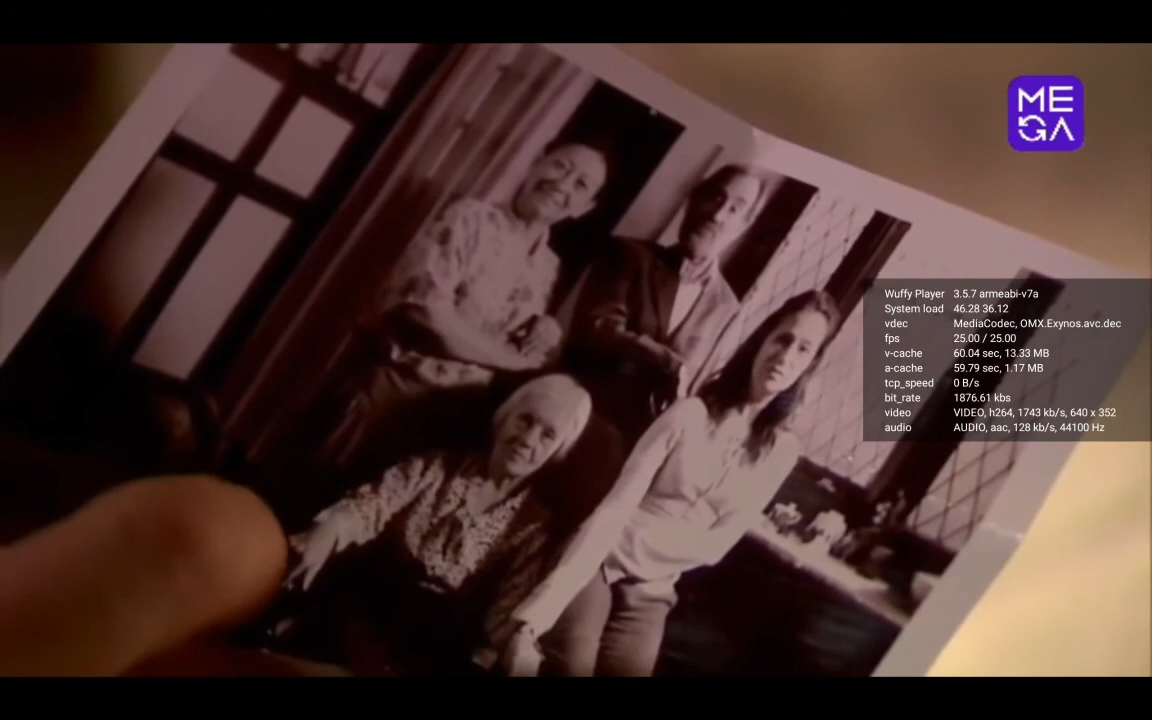 ME
GA
Wuffy Player 3.5.7 armeabi-v7a
System load 46.28 36.12
vdec MediaCodec, OMX.Exynos.avc.dec
fps 25.00 / 25.00
v-cache 60.04 sec, 13.33 MB
a-cache 59.79 sec, 1.17 MB
tcp_speed 0 B/s
bit_rate 1876.61 kbs
video VIDEO, h264, 1743 kb/s, 640 x 352
audio AUDIO, aac, 128 kb/s, 44100 Hz